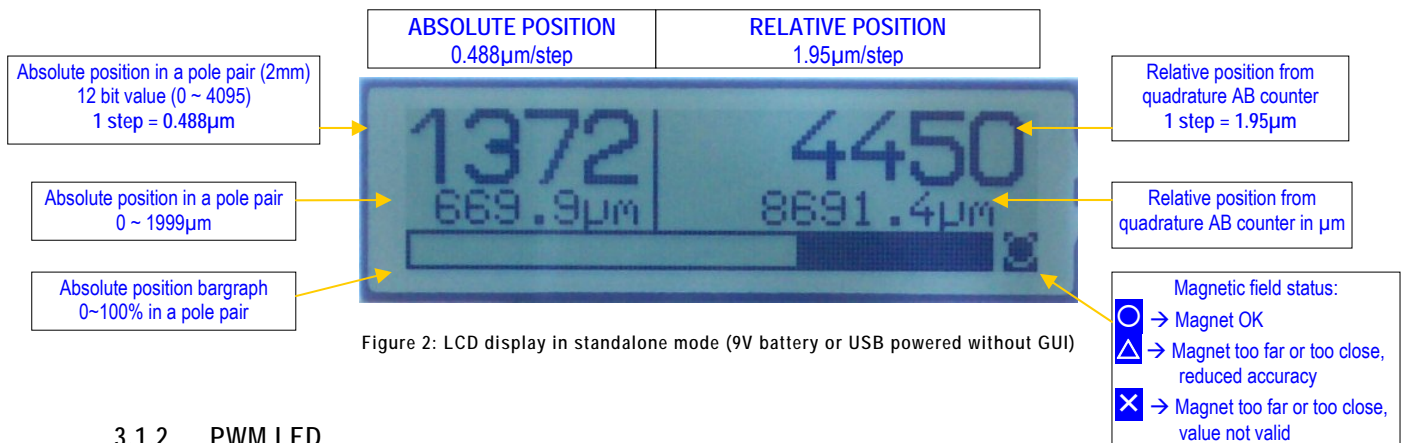 ABSOLUTE POSITION
0.488µm/step
RELATIVE POSITION
1.95µm/step
Absolute position in a pole pair (2mm)
12 bit value (0 ~ 4095)
1 step = 0.488µm
Absolute position in a pole pair
0 ~ 1999µm
Absolute position bargraph
0~100% in a pole pair
1372
669.9µm
4450
8691.4µm
Relative position from
quadrature AB counter
1 step = 1.95µm
Relative position from
quadrature AB counter in µm
Magnetic field status:
→ Magnet OK
→ Magnet too far or too close,
reduced accuracy
→ Magnet too far or too close,
value not valid
Figure 2: LCD display in standalone mode (9V battery or USB powered without GUI)
3.1.2 PWM LED